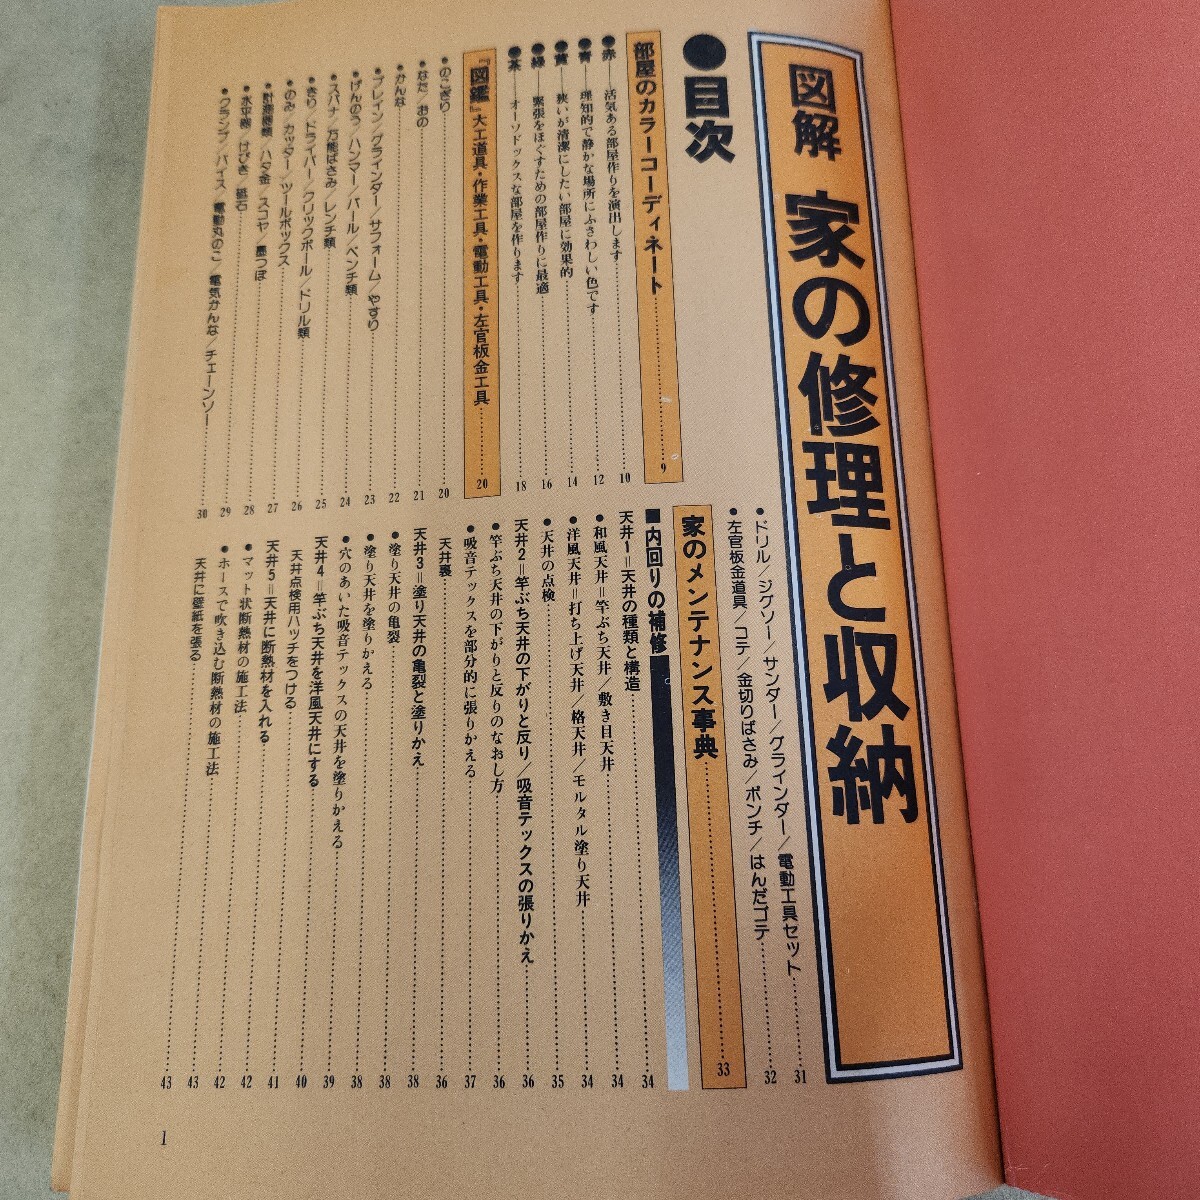 図解 家の修理と収納
●目次
部屋のカラーコーディネート……9
●赤――活気ある部屋作りを演出します……10
●青――理知的で静かな場所にふさわしい色です……12
●黄――狭いが清潔にしたい部屋に効果的……14
●緑――緊張をほぐすための部屋作りに最適……16
●茶――オーソドックスな部屋を作ります……18
『図鑑』大工道具・作業工具・電動工具・左官板金工具……20
●のこぎり……20
●なた/おの……21
●かんな……22
●プレイン/グラインダー/サフォーム/やすり……23
●げんのう/ハンマー/バール/ペンチ類……24
●スパナ/万能ばさみ/レンチ類……25
●きり/ドライバー/クリックボール/ドリル類……26
●のみ/カッター/ツールボックス……27
●計測器類/ハタ金/スコヤ/墨つぼ……28
●水平器/けびき/砥石……29
●クランプ/バイス/電動丸のこ/電気かんな/チェーンソー……30
●ドリル/ジグソー/サンダー/グラインダー/電動工具セット……31
●左官板金道具/コテ/金切りばさみ/ポンチ/はんだゴテ……32
家のメンテナンス事典……33
■内回りの補修
天井1=天井の種類と構造……34
●和風天井=竿ぶち天井/敷き目天井……34
●洋風天井=打ち上げ天井/格天井/モルタル塗り天井……34
●天井の点検……35
天井2=竿ぶち天井の下がりと反り/吸音テックスの張りかえ……36
●竿ぶち天井の下がりと反りのなおし方……36
●吸音テックスを部分的に張りかえる……37
天井裏……36
天井3=塗り天井の亀裂と塗りかえ……38
●塗り天井の亀裂……38
●塗り天井を塗りかえる……38
●穴のあいた吸音テックスの天井を塗りかえる……39
天井4=竿ぶち天井を洋風天井にする……40
天井点検用ハッチをつける……41
天井5=天井に断熱材を入れる……42
●マット状断熱材の施工法……42
●ホースで吹き込む断熱材の施工法……43
天井に壁紙を張る……43
1